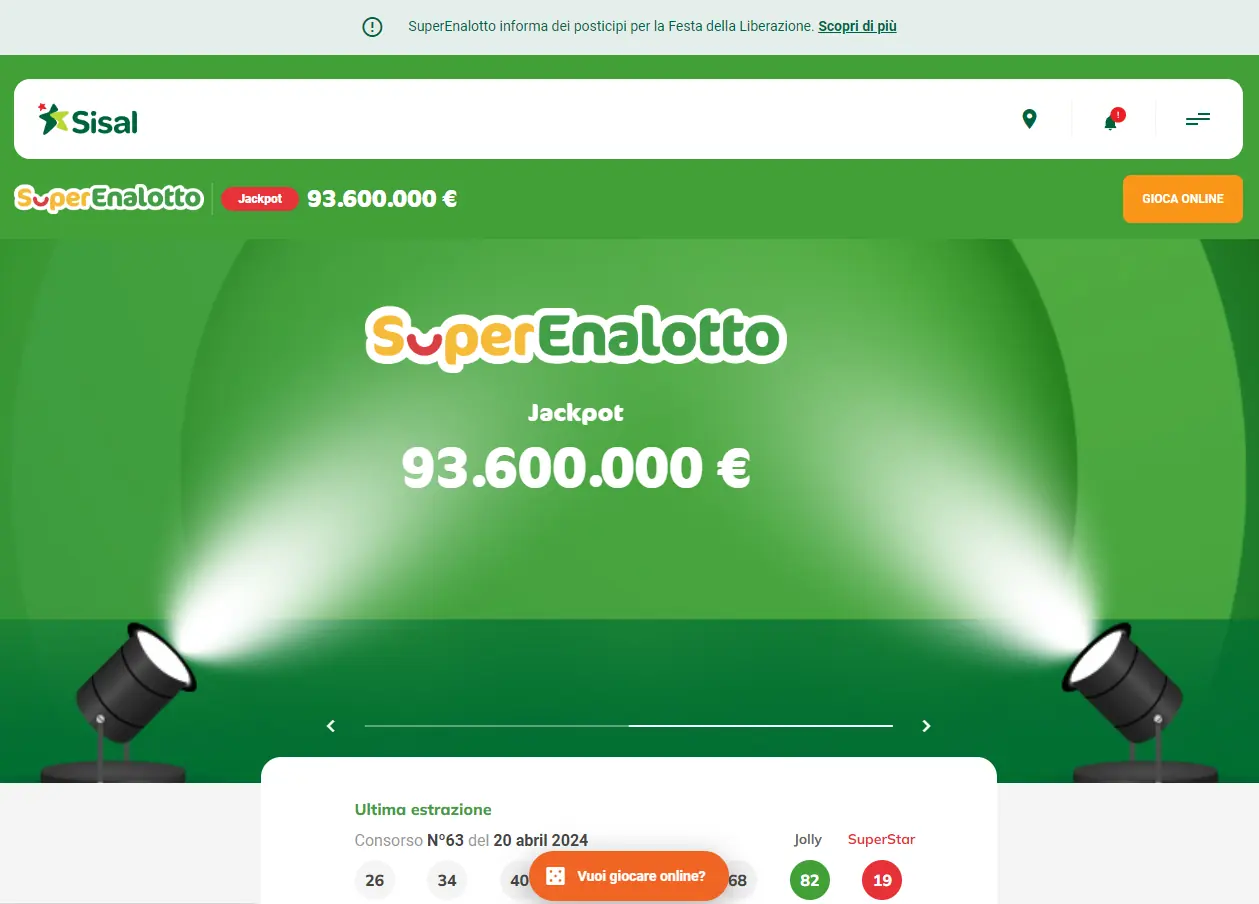 SuperEnalotto informa dei posticipi per la Festa della Liberazione. Scopri di più
Sisal
!
SuperEnalotto Jackpot 93.600.000 € GIOCA ONLINE
SuperEnalotto
Jackpot
93.600.000 €
Ultima estrazione
Consorso Nº63 del 20 abril 2024 Jolly SuperStar
26 34 40 68 82 19
Vuoi giocare online?